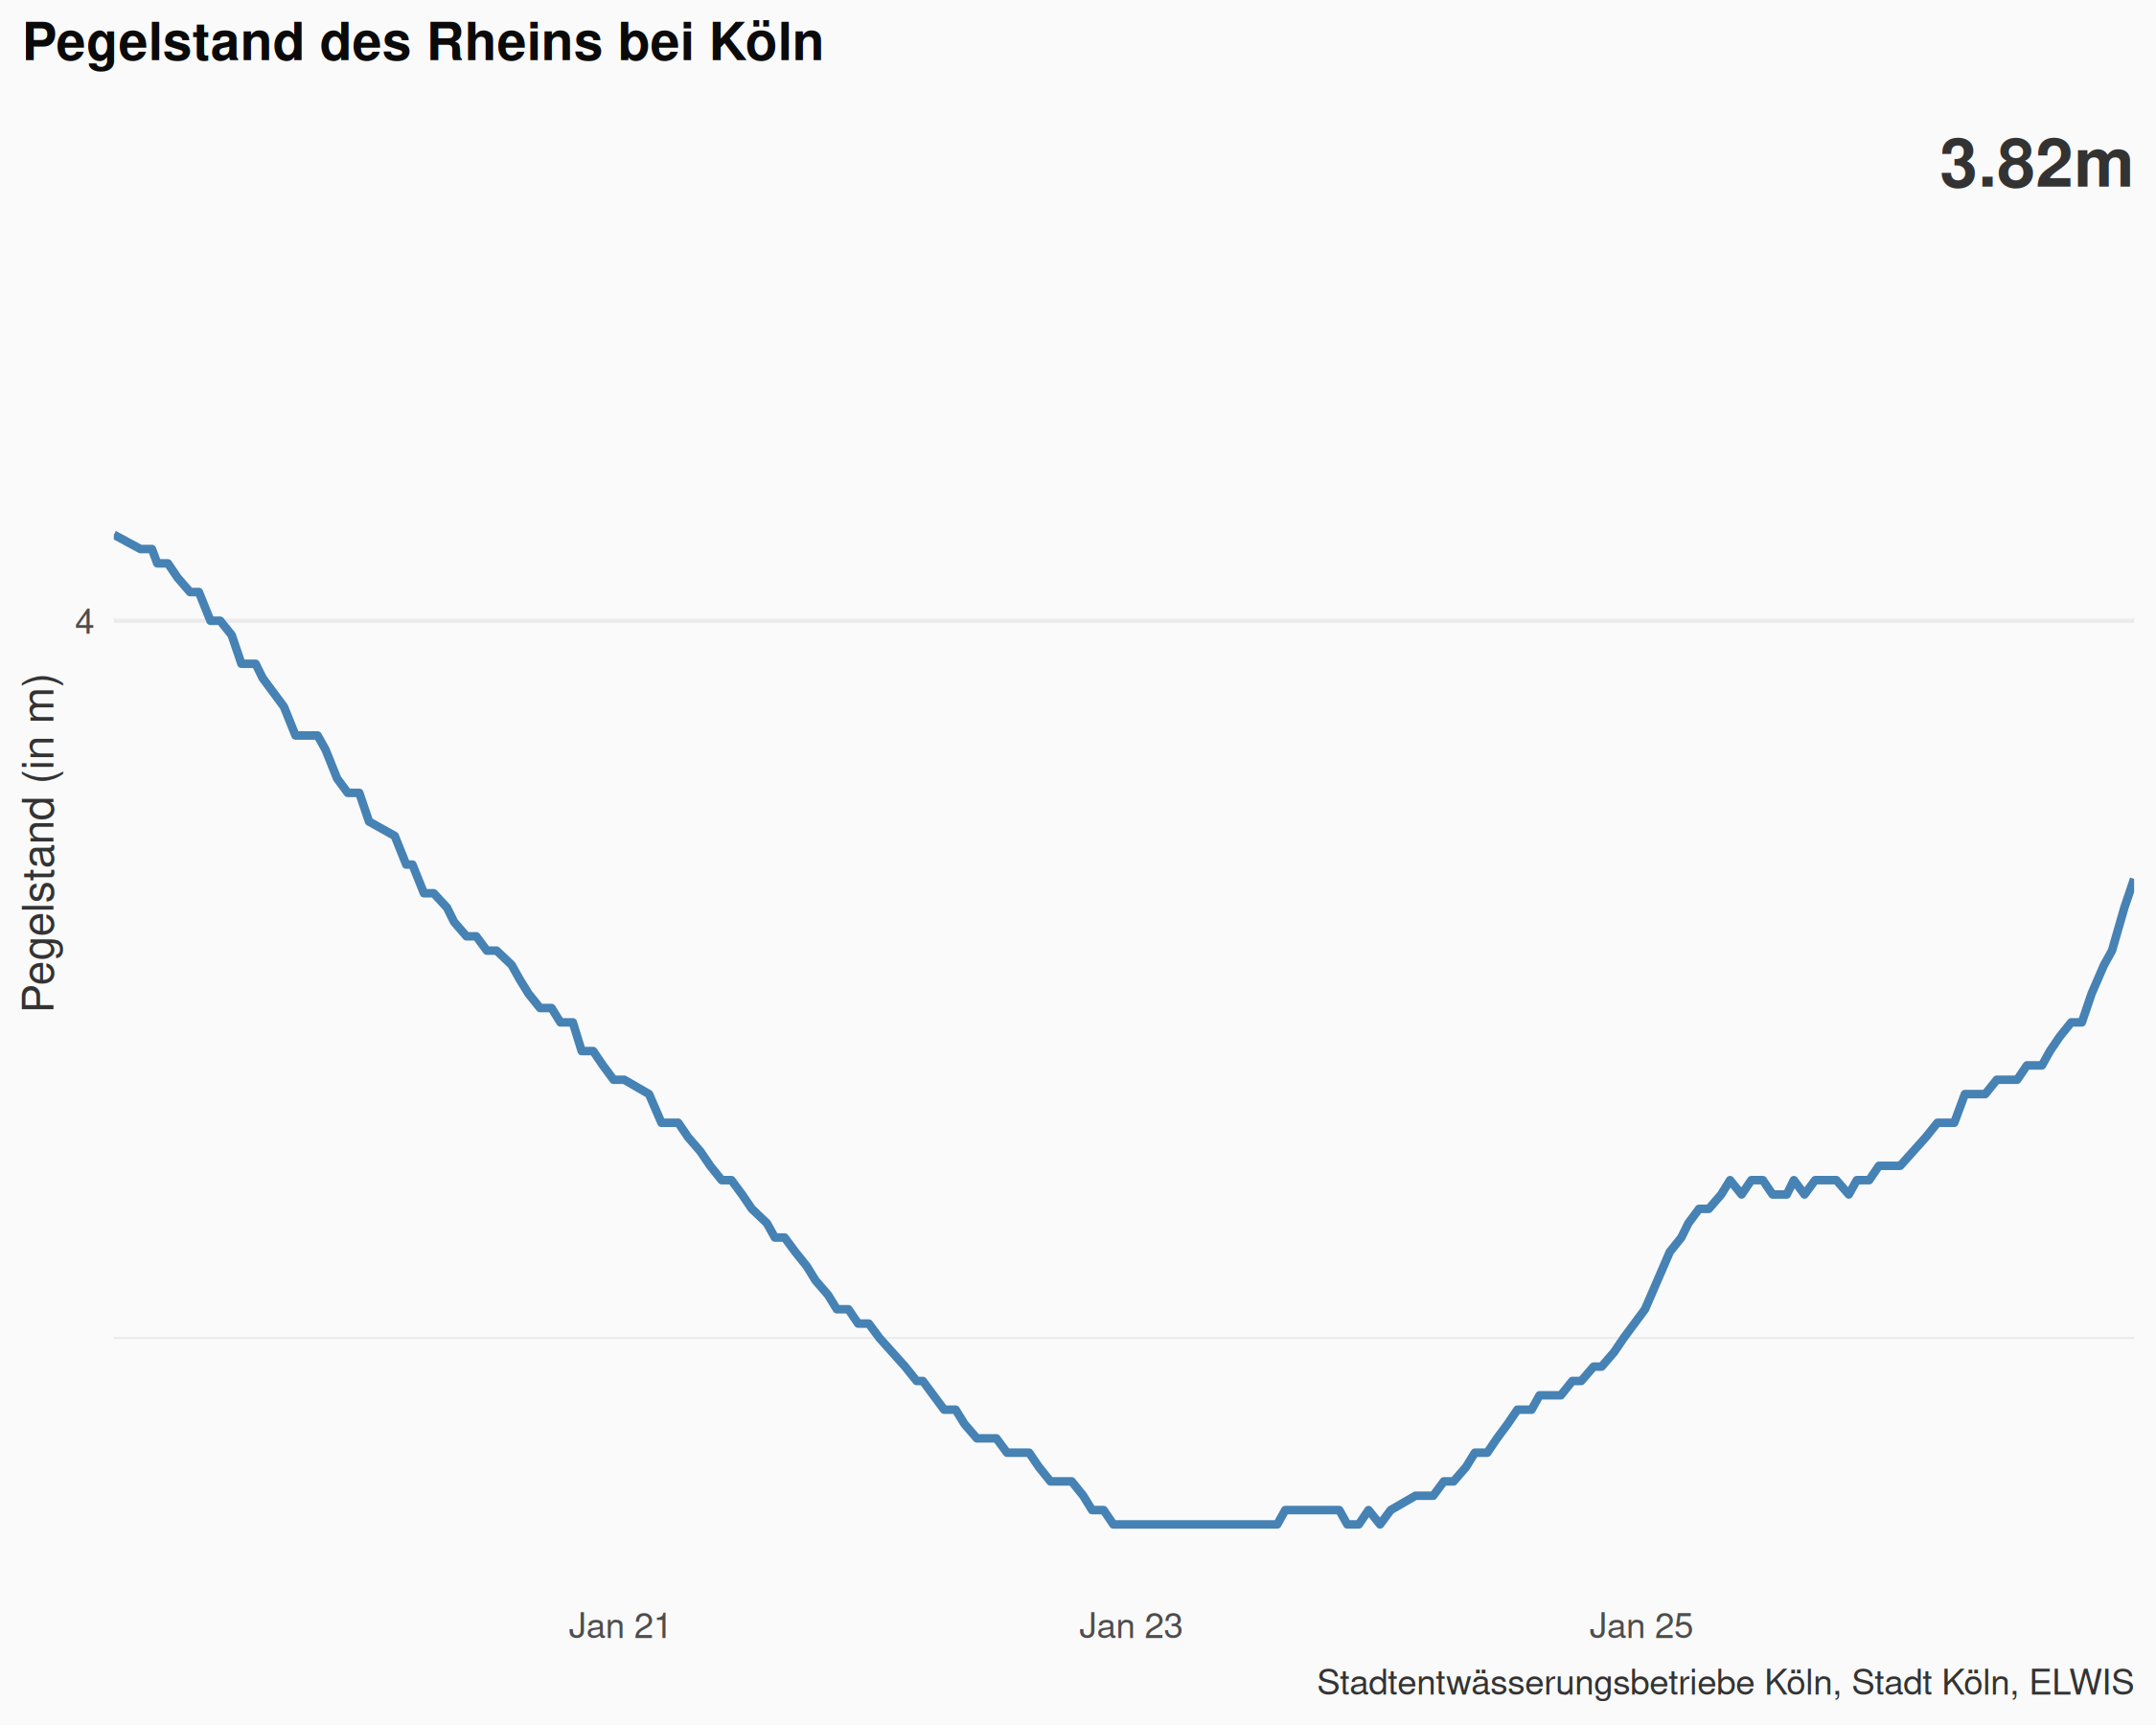 Pegelstand des Rheins bei Köln
3.82m
4
Pegelstand (in m)
Jan 21
Jan 23
Jan 25
Stadtentwässerungsbetriebe Köln, Stadt Köln, ELWIS